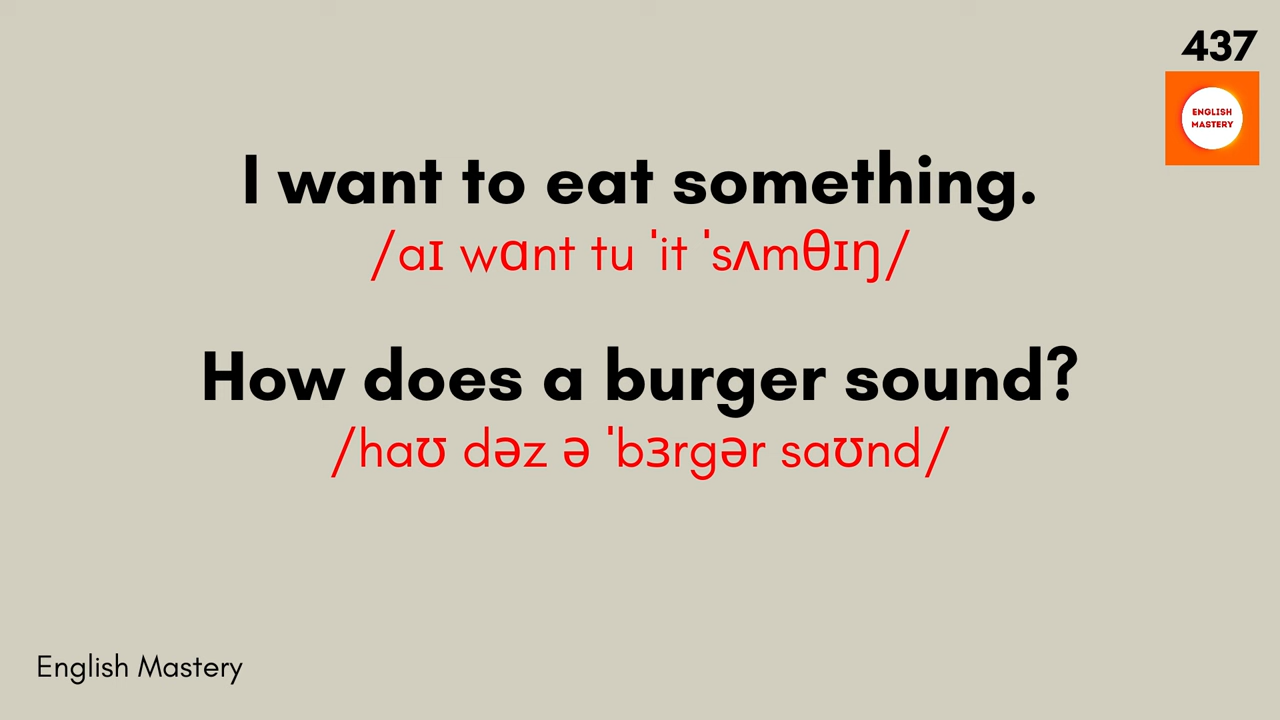 437
ENGLISH
MASTERY
I want to eat something.
/aɪ wɑnt tu ˈit ˈsʌmθɪŋ/
How does a burger sound?
/haʊ dəz ə ˈbɜrgər saʊnd/
English Mastery